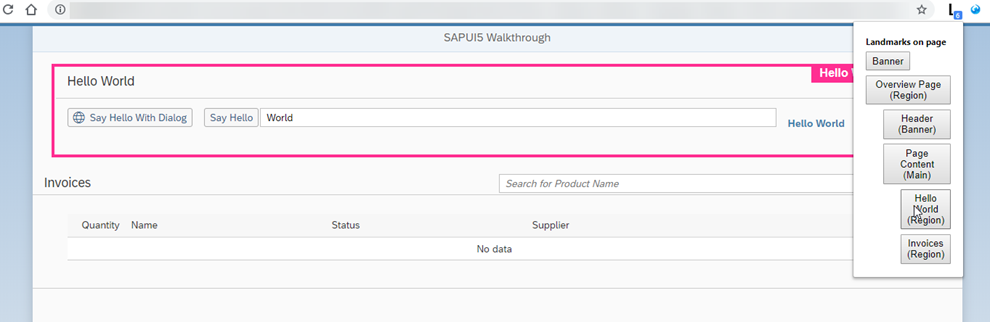 L 6
SAPUI5 Walkthrough
Hello World
Hello
Say Hello With Dialog Say Hello World Hello World
Invoices Search for Product Name
Quantity Name Status Supplier
No data
Landmarks on page
Banner
Overview Page
(Region)
Header
(Banner)
Page
Content
(Main)
Hello
World
(Region)
Invoices
(Region)